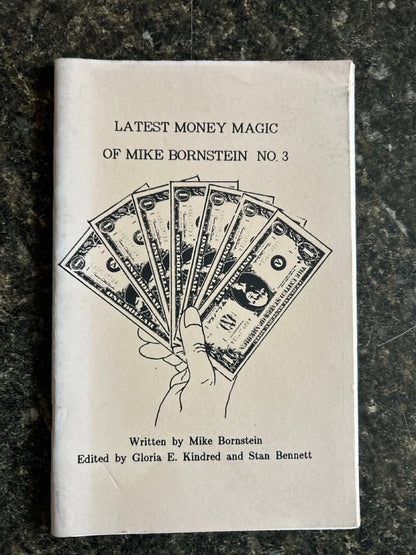 LATEST MONEY MAGIC
OF MIKE BORNSTEIN NO. 3
Written by Mike Bornstein
Edited by Gloria E. Kindred and Stan Bennett